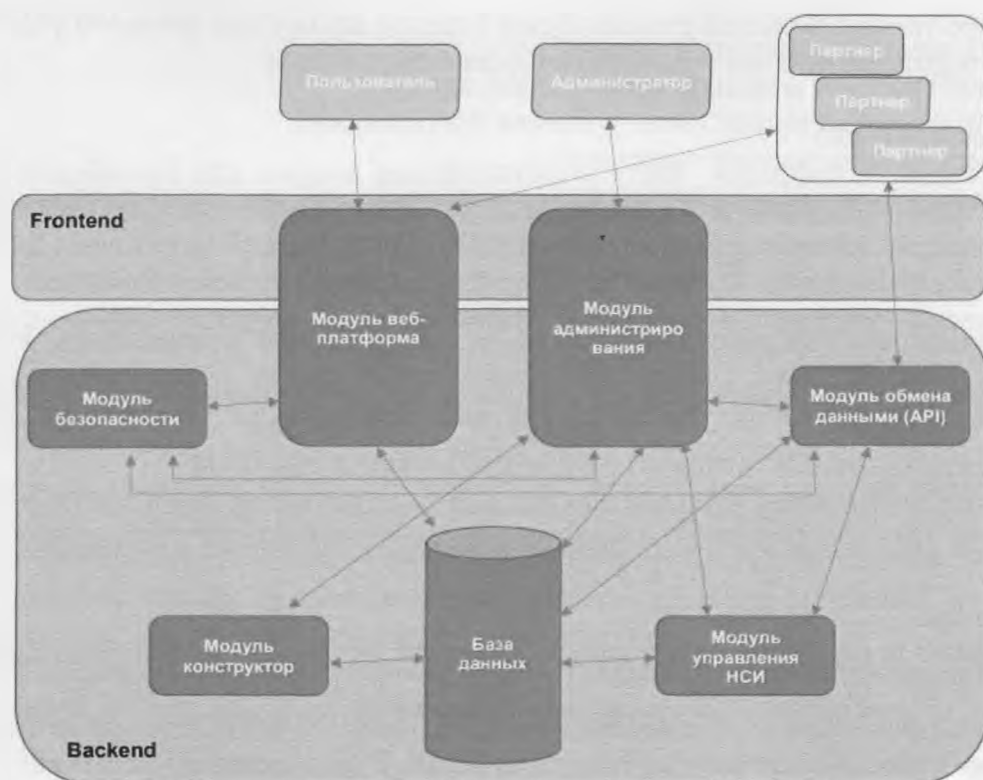 Пользователь
Администратор
Партнер
Партнер
Партнер
Frontend
Модуль веб-
платформа
Модуль
администриро
вания
Модуль
безопасности
Модуль обмена
данными (API)
Модуль
конструктор
База
данных
Модуль
управления
НСИ
Backend